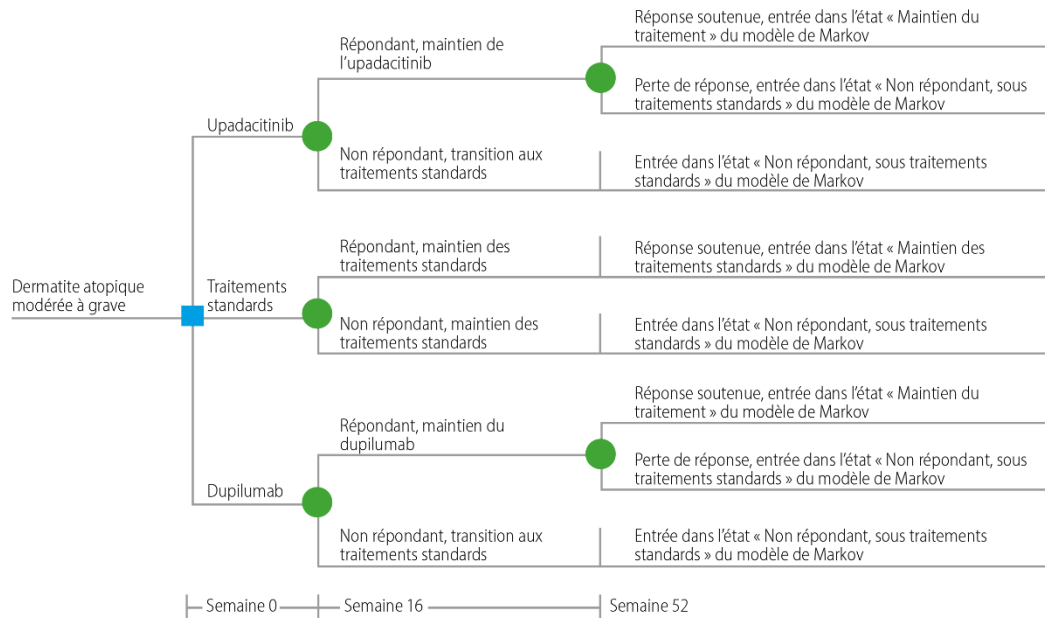 Réponse soutenue, entrée dans l'état « Maintien du
traitement » du modèle de Markov
Répondant, maintien de
l'upadacitinib
Perte de réponse, entrée dans l'état « Non répondant, sous
traitements standards » du modèle de Markov
Upadacitinib
Non répondant, transition aux
traitements standards
Entrée dans l'état « Non répondant, sous traitements
standards » du modèle de Markov
Répondant, maintien des
traitements standards
Réponse soutenue, entrée dans l'état « Maintien des
traitements standards » du modèle de Markov
Dermatite atopique
modérée à grave
Traitements
standards
Non répondant, maintien des
traitements standards
Entrée dans l'état « Non répondant, sous traitements
standards » du modèle de Markov
Réponse soutenue, entrée dans l'état « Maintien du
traitement » du modèle de Markov
Répondant, maintien du
dupilumab
Perte de réponse, entrée dans l'état « Non répondant, sous
traitements standards » du modèle de Markov
Dupilumab
Non répondant, transition aux
traitements standards
Entrée dans l'état « Non répondant, sous traitements
standards » du modèle de Markov
Semaine 0
Semaine 16
Semaine 52